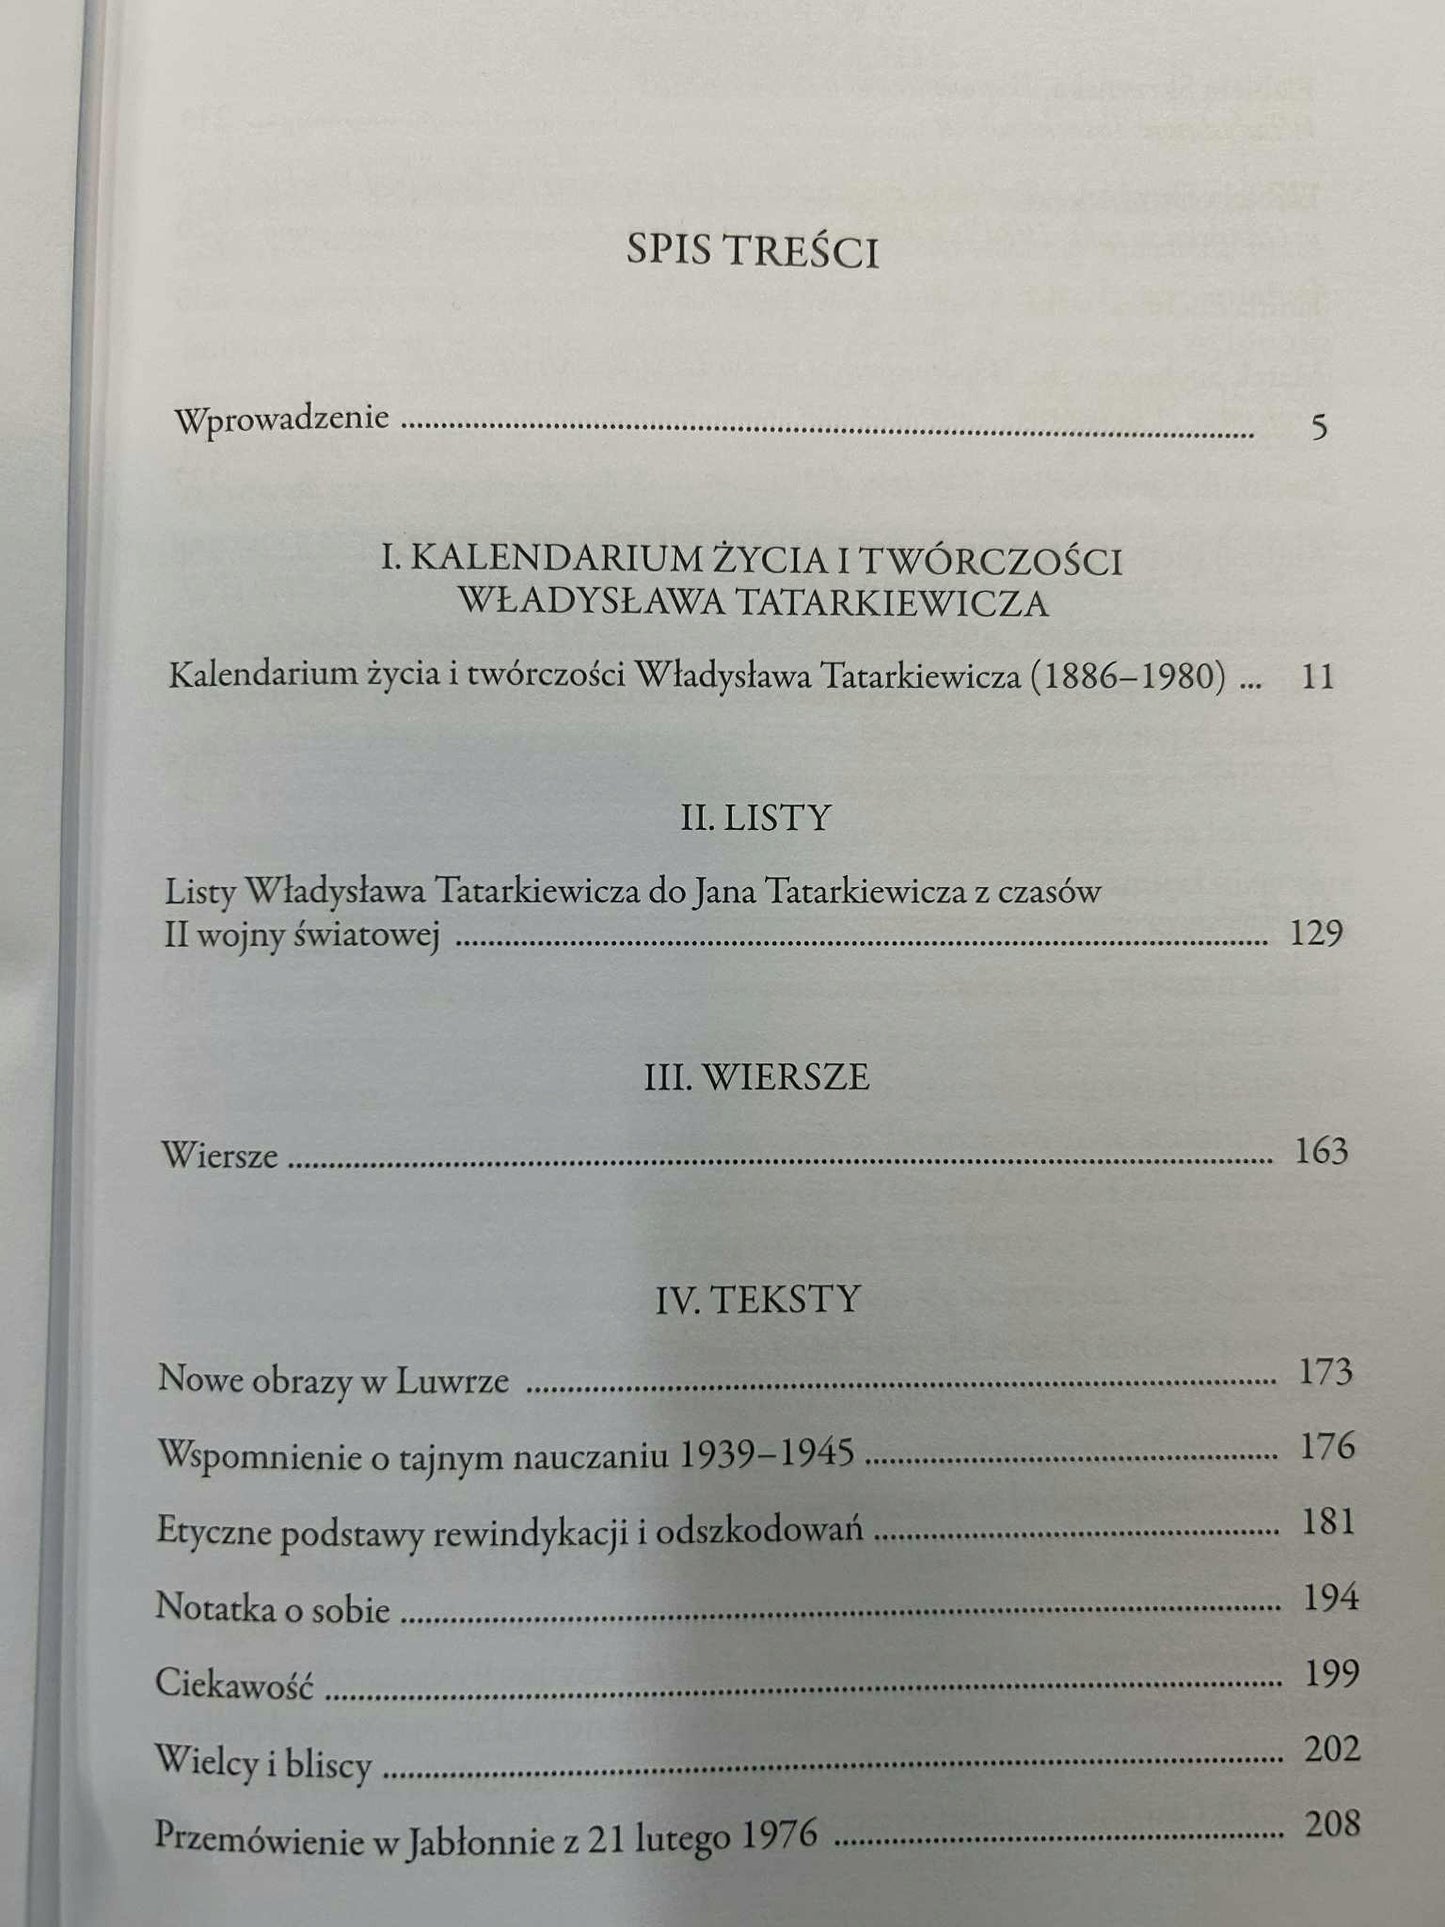 SPIS TREŚCI
Wprowadzenie ........ 5
I. KALENDARIUM ŻYCIA I TWÓRCZOŚCI
WŁADYSŁAWA TATARKIEWICZA
Kalendarium życia i twórczości Władysława Tatarkiewicza (1886–1980) ... 11
II. LISTY
Listy Władysława Tatarkiewicza do Jana Tatarkiewicza z czasów
II wojny światowej ........ 129
III. WIERSZE
Wiersze ........ 163
IV. TEKSTY
Nowe obrazy w Luwrze ........ 173
Wspomnienie o tajnym nauczaniu 1939–1945 ........ 176
Etyczne podstawy rewindykacji i odszkodowań ........ 181
Notatka o sobie ........ 194
Ciekawość ........ 199
Wielcy i bliscy ........ 202
Przemówienie w Jabłonnie z 21 lutego 1976 ........ 208